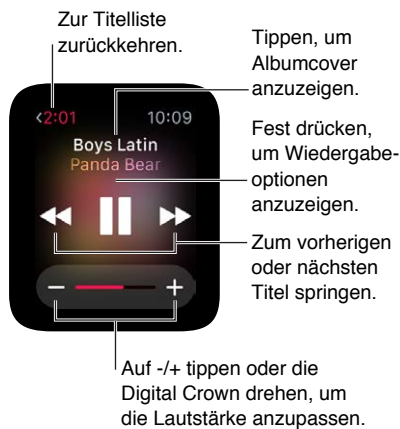 Zur Titelliste
zurückkehren.
Tippen, um
Albumcover
anzuzeigen.
<2:01 10:09
Boys Latin
Panda Bear
Fest drücken,
um Wiedergabe-
optionen
anzuzeigen.
Zum vorherigen
oder nächsten
Titel springen.
Auf -/+ tippen oder die
Digital Crown drehen, um
die Lautstärke anzupassen.